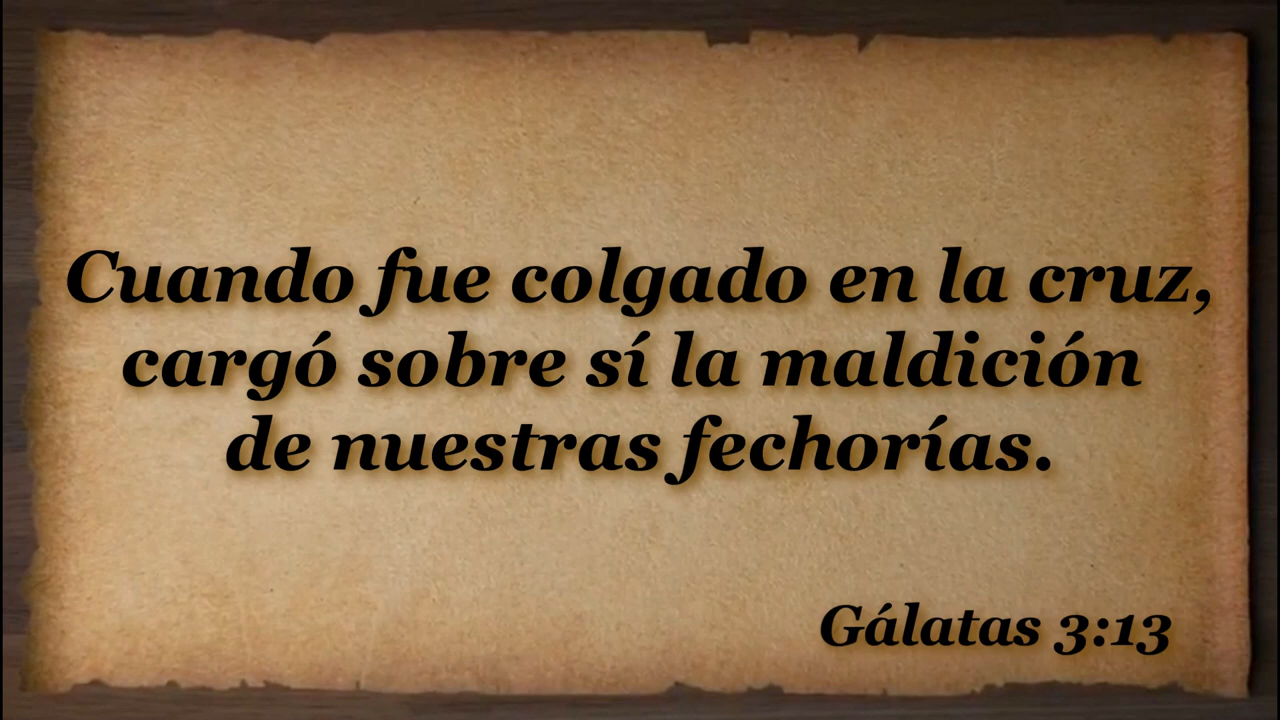 Cuando fue colgado en la cruz,
cargó sobre sí la maldición
de nuestras fechorías.
Gálatas 3:13